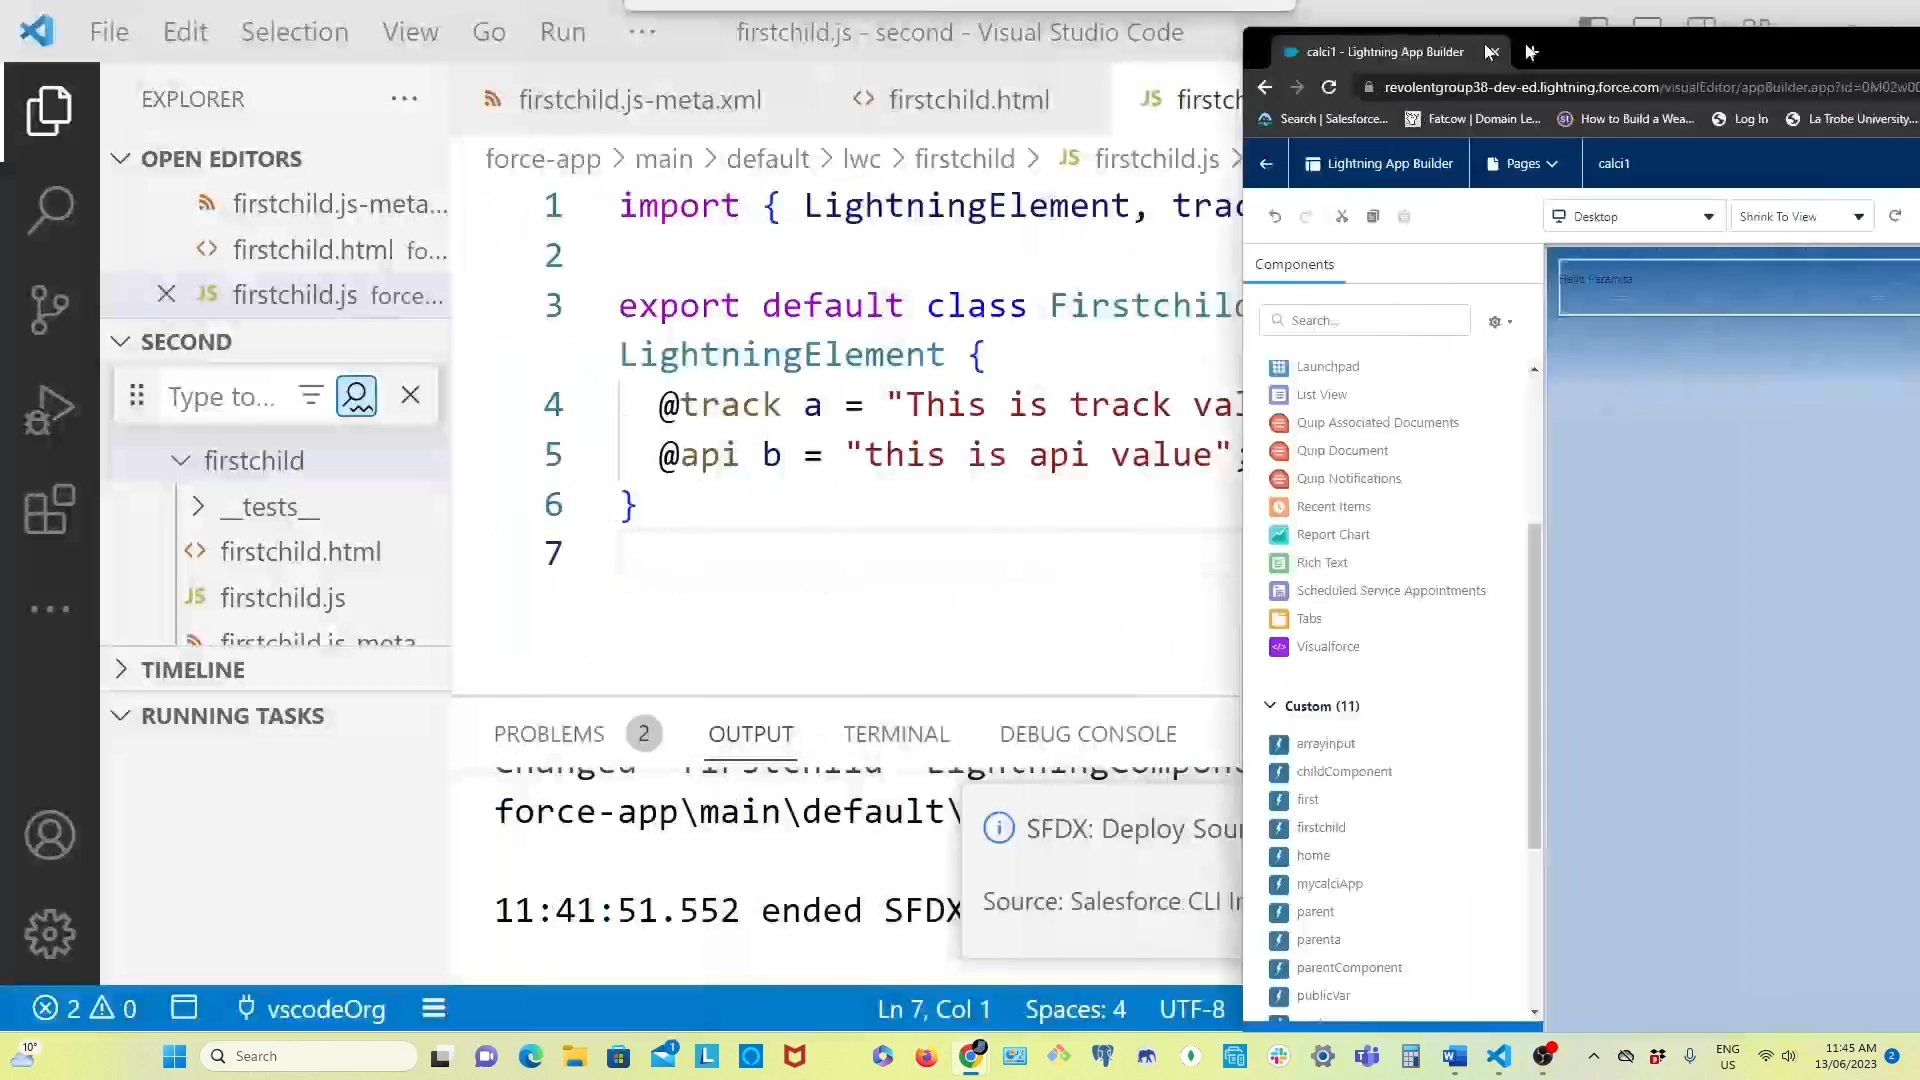 File Edit Selection View Go Run ··· firstchild.js - second - Visual Studio Code
EXPLORER
OPEN EDITORS
firstchild.js-meta...
firstchild.html fo...
firstchild.js force...
SECOND
Type to...
firstchild
__tests__
firstchild.html
firstchild.js
firstchild.js-meta
TIMELINE
RUNNING TASKS
firstchild.js-meta.xml firstchild.html
force-app > main > default > lwc > firstchild > JS firstchild.js >
1 import { LightningElement,
2
3 export default class Firstchild
LightningElement {
4 @track a = "This is track
5 @api b = "this is api value";
6 }
7
PROBLEMS 2 OUTPUT TERMINAL DEBUG CONSOLE
force-app\main\default\
11:41:51.552 ended SFDX
SFDX: Deploy
Source: Salesforce CLI
2 0 vscodeOrg Ln 7, Col 1 Spaces: 4 UTF-8
calci1 - Lightning App Builder
revolentgroup38-dev-ed.lightning.force.com/visualEditor/appBuilder.app?id=0M02w00
Search | Salesforce... Fatcow | Domain Le... How to Build a Wea... Log In La Trobe University...
Lightning App Builder Pages calci1
Desktop Shrink To View
Components
Search...
Hello Paramita
Launchpad
List View
Quip Associated Documents
Quip Document
Quip Notifications
Recent Items
Report Chart
Rich Text
Scheduled Service Appointments
Tabs
Visualforce
Custom (11)
arrayinput
childComponent
first
firstchild
home
mycalciApp
parent
parenta
parentComponent
publicVar
10°
Search
ENG
US
11:45 AM
13/06/2023